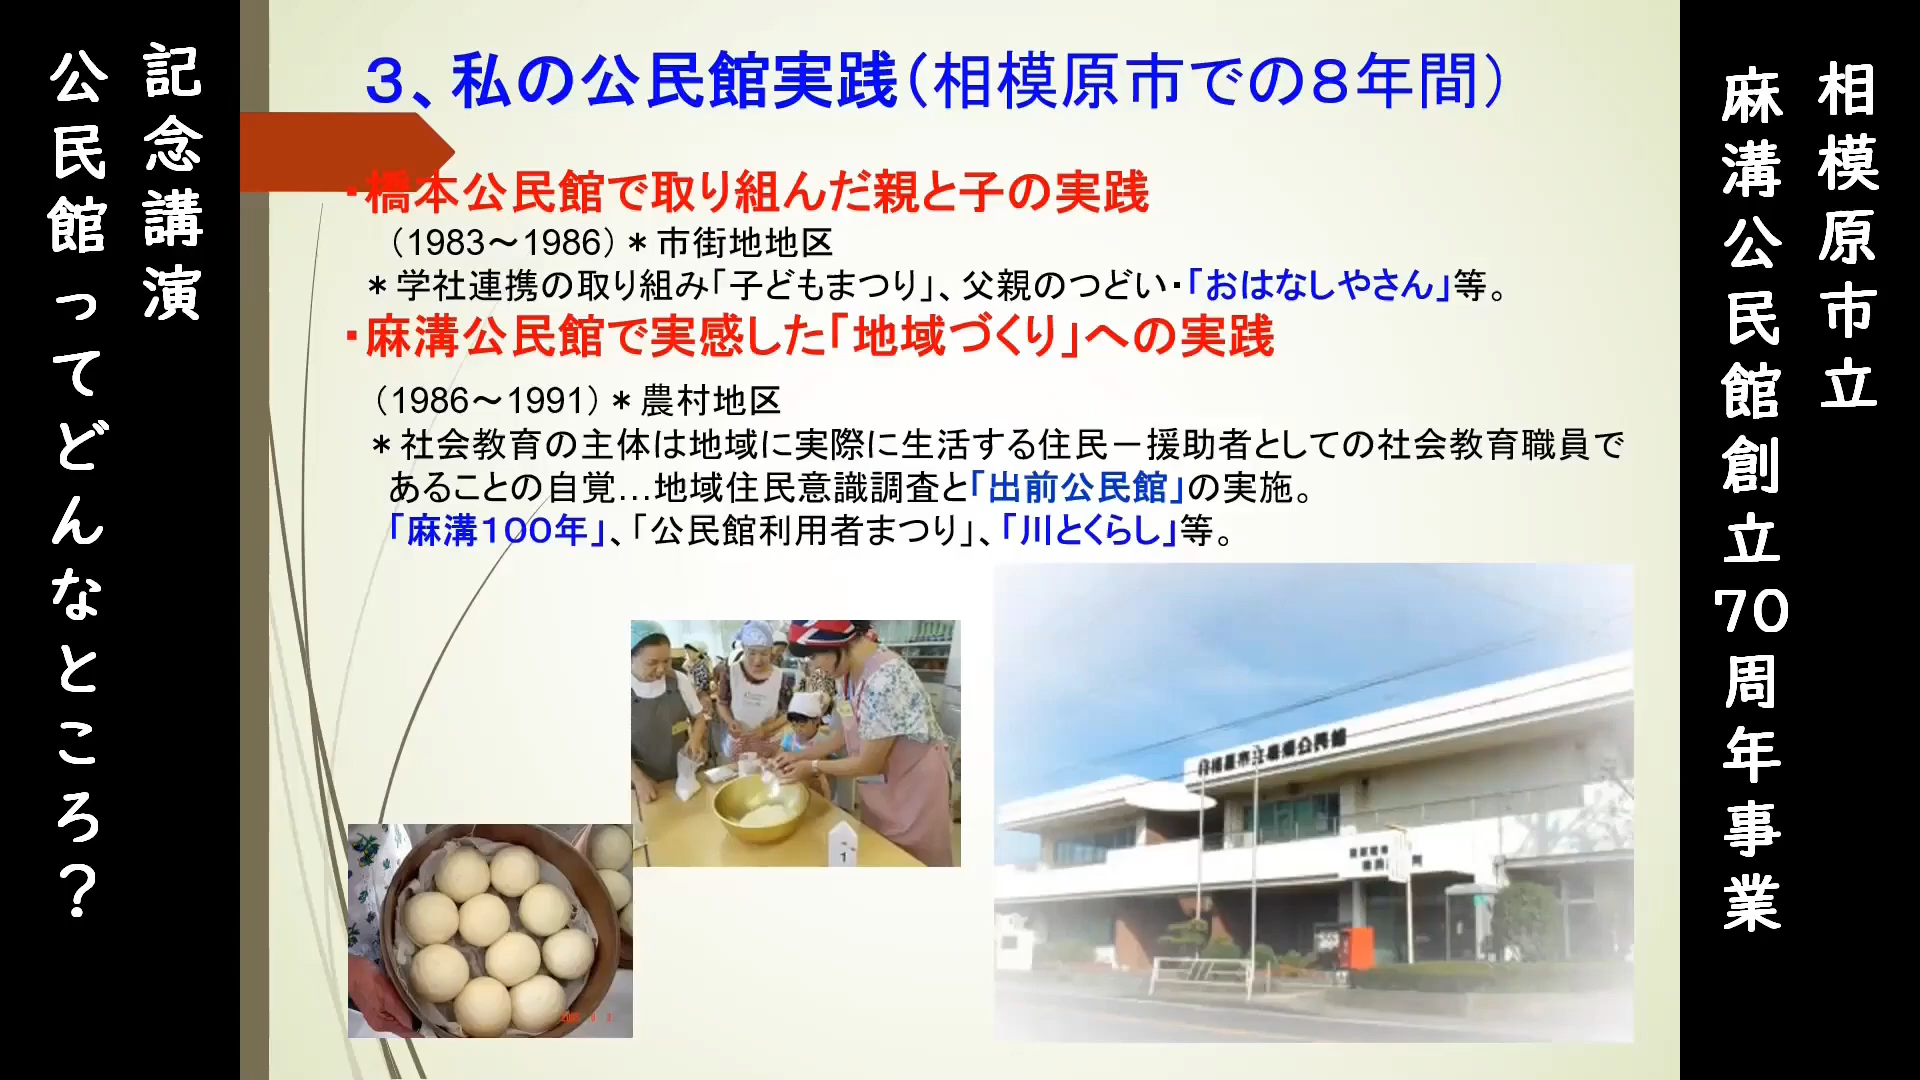 記念講演
公民館ってどんなところ？
3、私の公民館実践（相模原市での８年間）
・橋本公民館で取り組んだ親と子の実践
（1983～1986）＊市街地地区
＊学社連携の取り組み「子どもまつり」、父親のつどい・「おはなしやさん」等。
・麻溝公民館で実感した「地域づくり」への実践
（1986～1991）＊農村地区
＊社会教育の主体は地域に実際に生活する住民－援助者としての社会教育職員で
あることの自覚…地域住民意識調査と「出前公民館」の実施。
「麻溝１００年」、「公民館利用者まつり」、「川とくらし」等。
1
相模原市立
麻溝公民館創立70周年事業